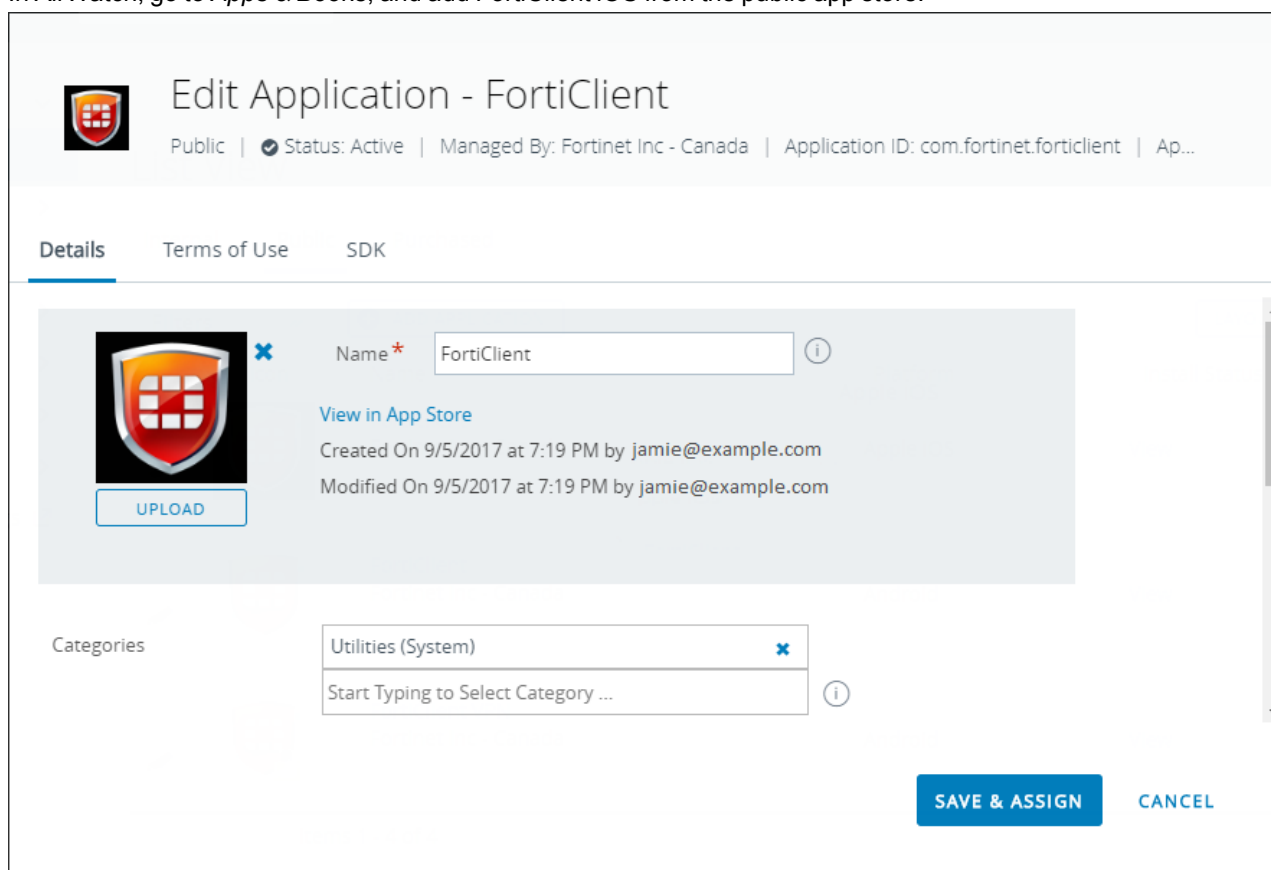 Edit Application - FortiClient
Public | Status: Active | Managed By: Fortinet Inc - Canada | Application ID: com.fortinet.forticlient | Ap...
Details Terms of Use SDK
Name* FortiClient
View in App Store
Created On 9/5/2017 at 7:19 PM by jamie@example.com
Modified On 9/5/2017 at 7:19 PM by jamie@example.com
UPLOAD
Categories
Utilities (System)
Start Typing to Select Category ...
SAVE & ASSIGN CANCEL